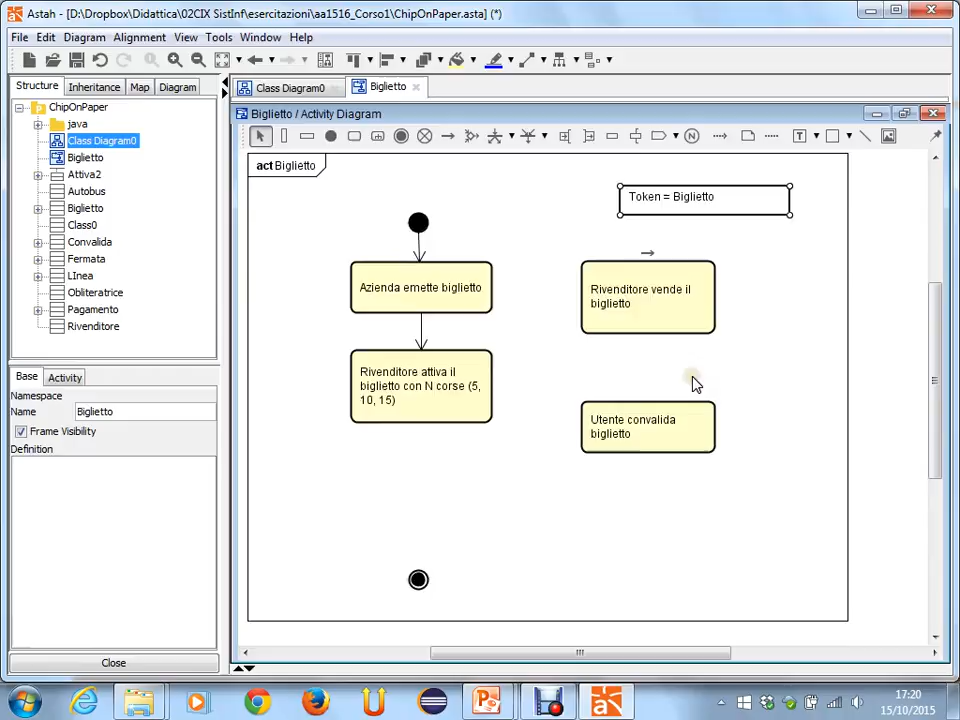 Astah - [D:\Dropbox\Didattica\02CIX SistInf\esercitazioni\aa1516_Corso1\ChipOnPaper.asta] (*)
File Edit Diagram Alignment View Tools Window Help
Structure Inheritance Map Diagram
Class Diagram0 Biglietto
Biglietto / Activity Diagram
ChipOnPaper
java
Class Diagram0
Biglietto
Attiva2
Autobus
Biglietto
Class0
Convalida
Fermata
LInea
Obliteratrice
Pagamento
Rivenditore
N
T
act Biglietto
Token = Biglietto
Azienda emette biglietto
Rivenditore vende il
biglietto
Rivenditore attiva il
biglietto con N corse (5,
10, 15)
Utente convalida
biglietto
Base Activity
Namespace
Name Biglietto
Frame Visibility
Definition
Close
17:20
15/10/2015